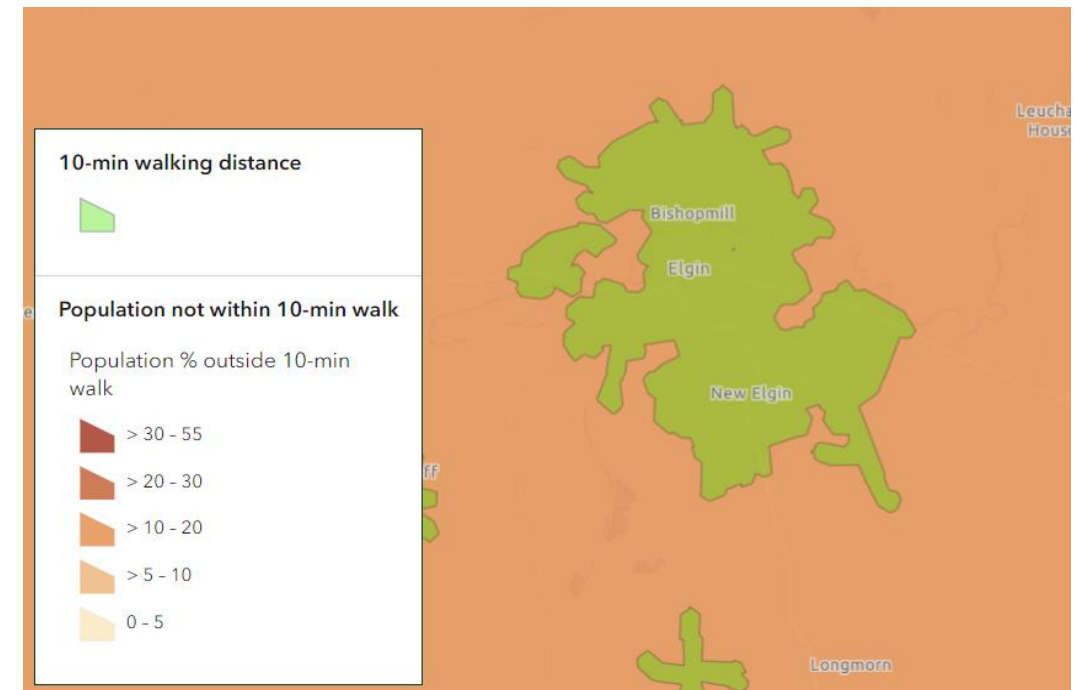 Leucha
House
10-min walking distance
Bishopmill
Elgin
e
Population not within 10-min walk
Population % outside 10-min
walk
New Elgin
> 30 - 55
ff
> 20 - 30
> 10 - 20
> 5 - 10
0 - 5
Longmorn